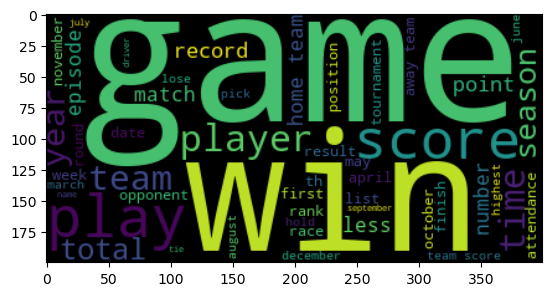 0
25
50
75
100
125
150
175
0
50
100
150
200
250
300
350
game
win
score
play
player
team
time
year
season
total
november
july
episode
driver
record
lose
match
pick
home team
position
tournament
away team
june
point
round
date
result
may
week
march
name
opponent
th
first
april
list
rank
hold
september
race
less
august
tie
december
october
finish
number
highest
attendance
team score